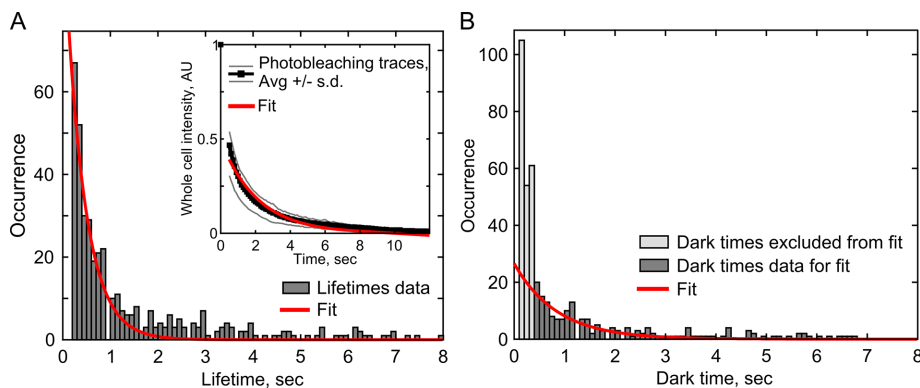 A
Occurrence
60
40
20
0
0 1 2 3 4 5 6 7 8
Lifetime, sec
Lifetimes data
Fit
Whole cell intensity, AU
1
0.5
0
0 2 4 6 8 10
Time, sec
Photobleaching traces,
Avg +/- s.d.
Fit
B
Occurrence
100
80
60
40
20
0
0 1 2 3 4 5 6 7 8
Dark time, sec
Dark times excluded from fit
Dark times data for fit
Fit